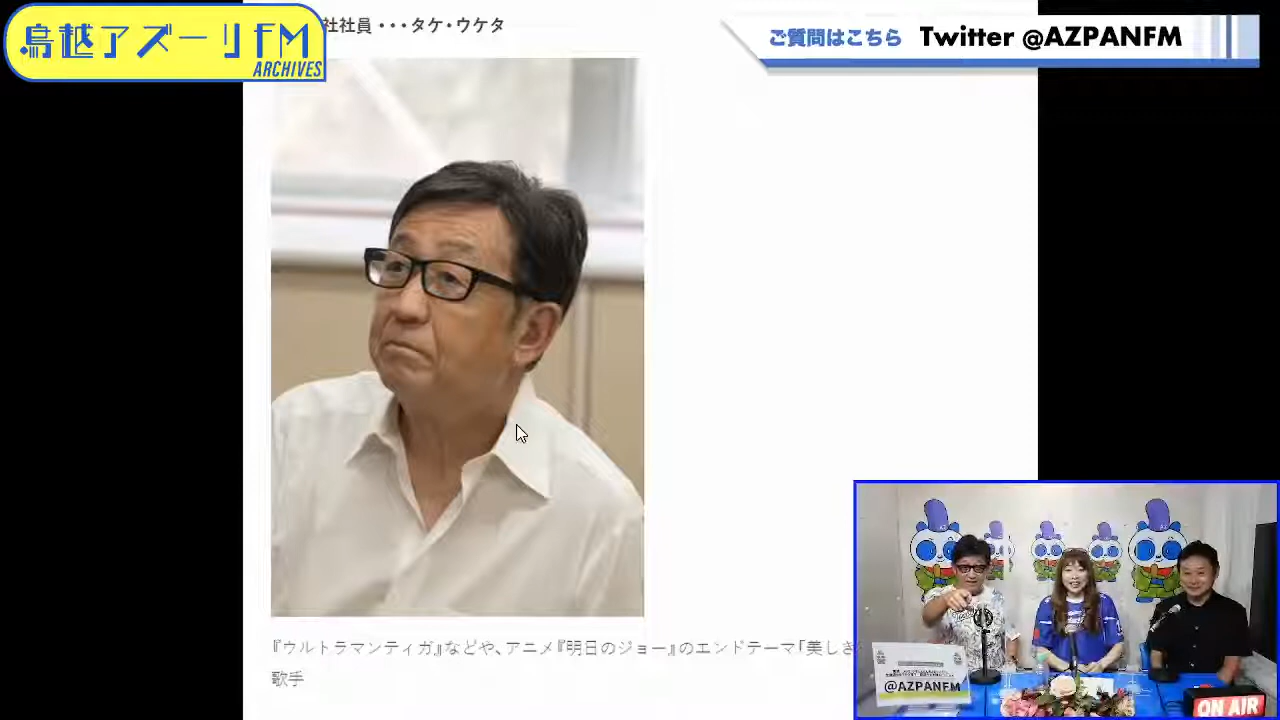 鳥越アズーリFM
ARCHIVES
社社員・・・タケ・ウケタ
ご質問はこちら Twitter @AZPANFM
『ウルトラマンティガ』などや、アニメ『明日のジョー』のエンドテーマ「美しき
歌手
@AZPANFM
ON AIR